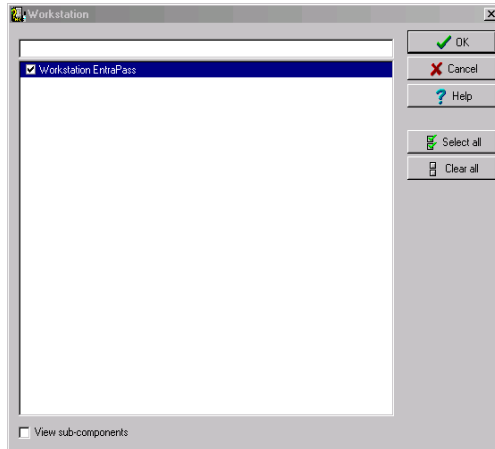 Workstation
OK
Workstation EntraPass
Cancel
Help
Select all
Clear all
View sub-components